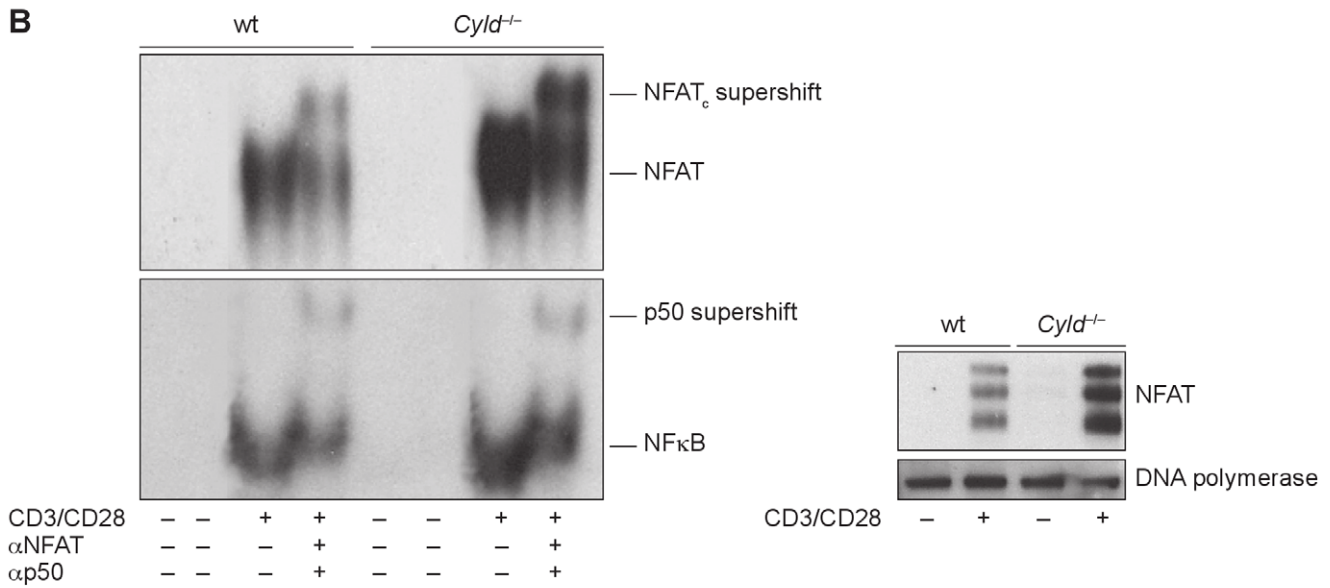 B
wt Cyld–/–
NFATc supershift
NFAT
p50 supershift
NFκB
CD3/CD28 – – + + – – + +
αNFAT – – – + – – – +
αp50 – – – + – – – +
wt Cyld–/–
NFAT
DNA polymerase
CD3/CD28 – + – +